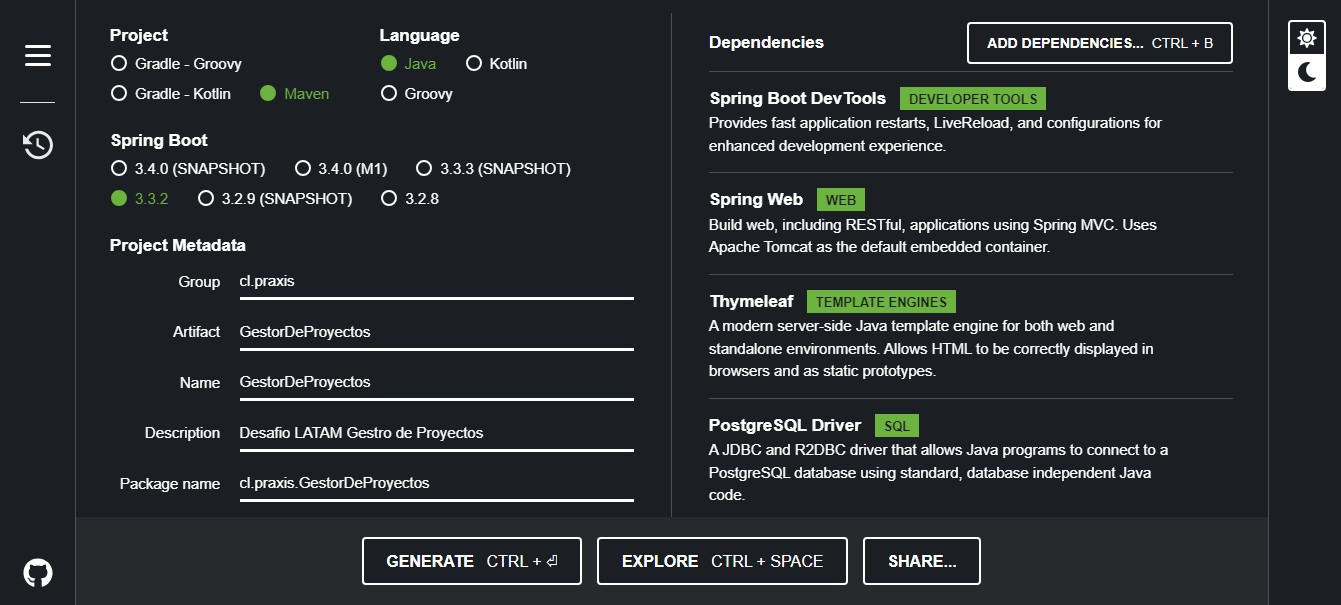 Project
Gradle - Groovy
Gradle - Kotlin Maven
Language
Java Kotlin
Groovy
Spring Boot
3.4.0 (SNAPSHOT) 3.4.0 (M1) 3.3.3 (SNAPSHOT)
3.3.2 3.2.9 (SNAPSHOT) 3.2.8
Project Metadata
Group cl.praxis
Artifact GestorDeProyectos
Name GestorDeProyectos
Description Desafio LATAM Gestro de Proyectos
Package name cl.praxis.GestorDeProyectos
Dependencies
ADD DEPENDENCIES... CTRL + B
Spring Boot DevTools DEVELOPER TOOLS
Provides fast application restarts, LiveReload, and configurations for
enhanced development experience.
Spring Web WEB
Build web, including RESTful, applications using Spring MVC. Uses
Apache Tomcat as the default embedded container.
Thymeleaf TEMPLATE ENGINES
A modern server-side Java template engine for both web and
standalone environments. Allows HTML to be correctly displayed in
browsers and as static prototypes.
PostgreSQL Driver SQL
A JDBC and R2DBC driver that allows Java programs to connect to a
PostgreSQL database using standard, database independent Java
code.
GENERATE CTRL + ⏎
EXPLORE CTRL + SPACE
SHARE...